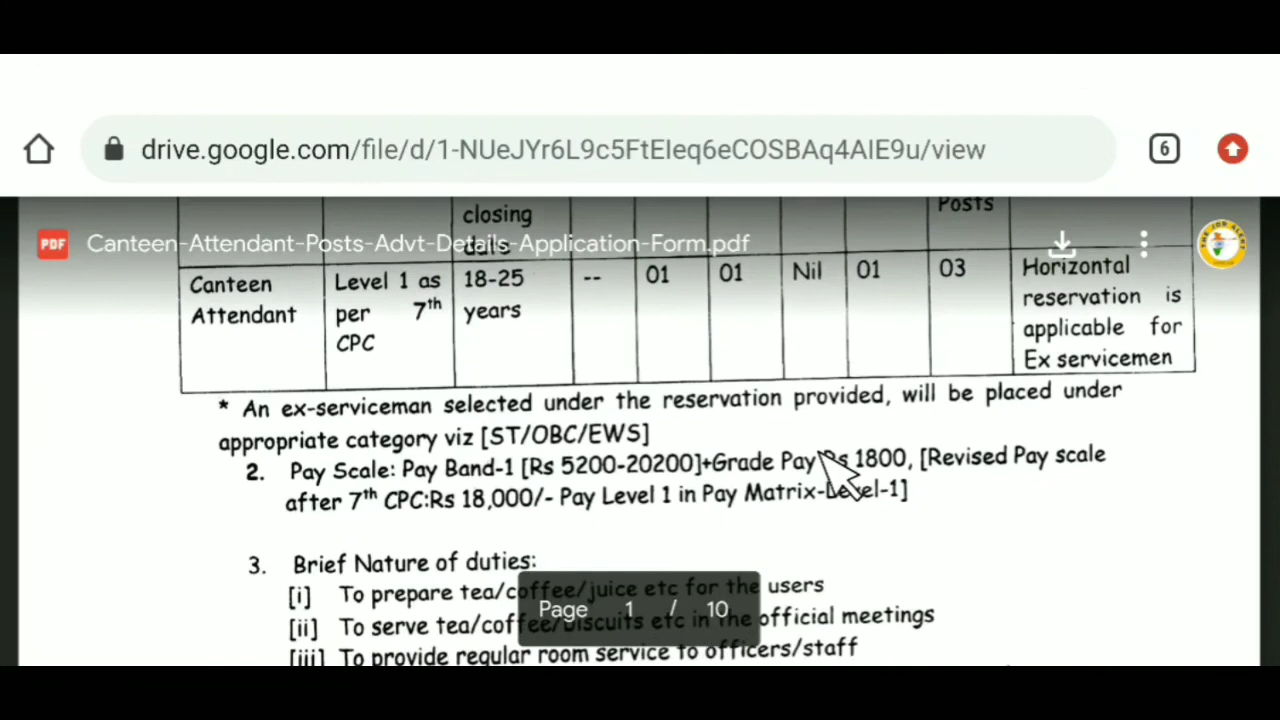 drive.google.com/file/d/1-NUeJYr6L9c5FtEIeq6eCOSBAq4AIE9u/view
6
closing
Posts
PDF Canteen-Attendant-Posts-Advt-Details-Application-Form.pdf
Canteen Attendant
Level 1 as per 7th CPC
18-25 years
--
01
01
Nil
01
03
Horizontal
reservation is
applicable for
Ex servicemen
* An ex-serviceman selected under the reservation provided, will be placed under
appropriate category viz [ST/OBC/EWS]
2. Pay Scale: Pay Band-1 [Rs 5200-20200]+Grade Pay Rs 1800, [Revised Pay scale
after 7th CPC:Rs 18,000/- Pay Level 1 in Pay Matrix-Level-1]
3. Brief Nature of duties:
[i] To prepare tea/coffee/juice etc for the users
[ii] To serve tea/coffee/biscuits etc in the official meetings
[iii] To provide regular room service to officers/staff
Page 1 / 10